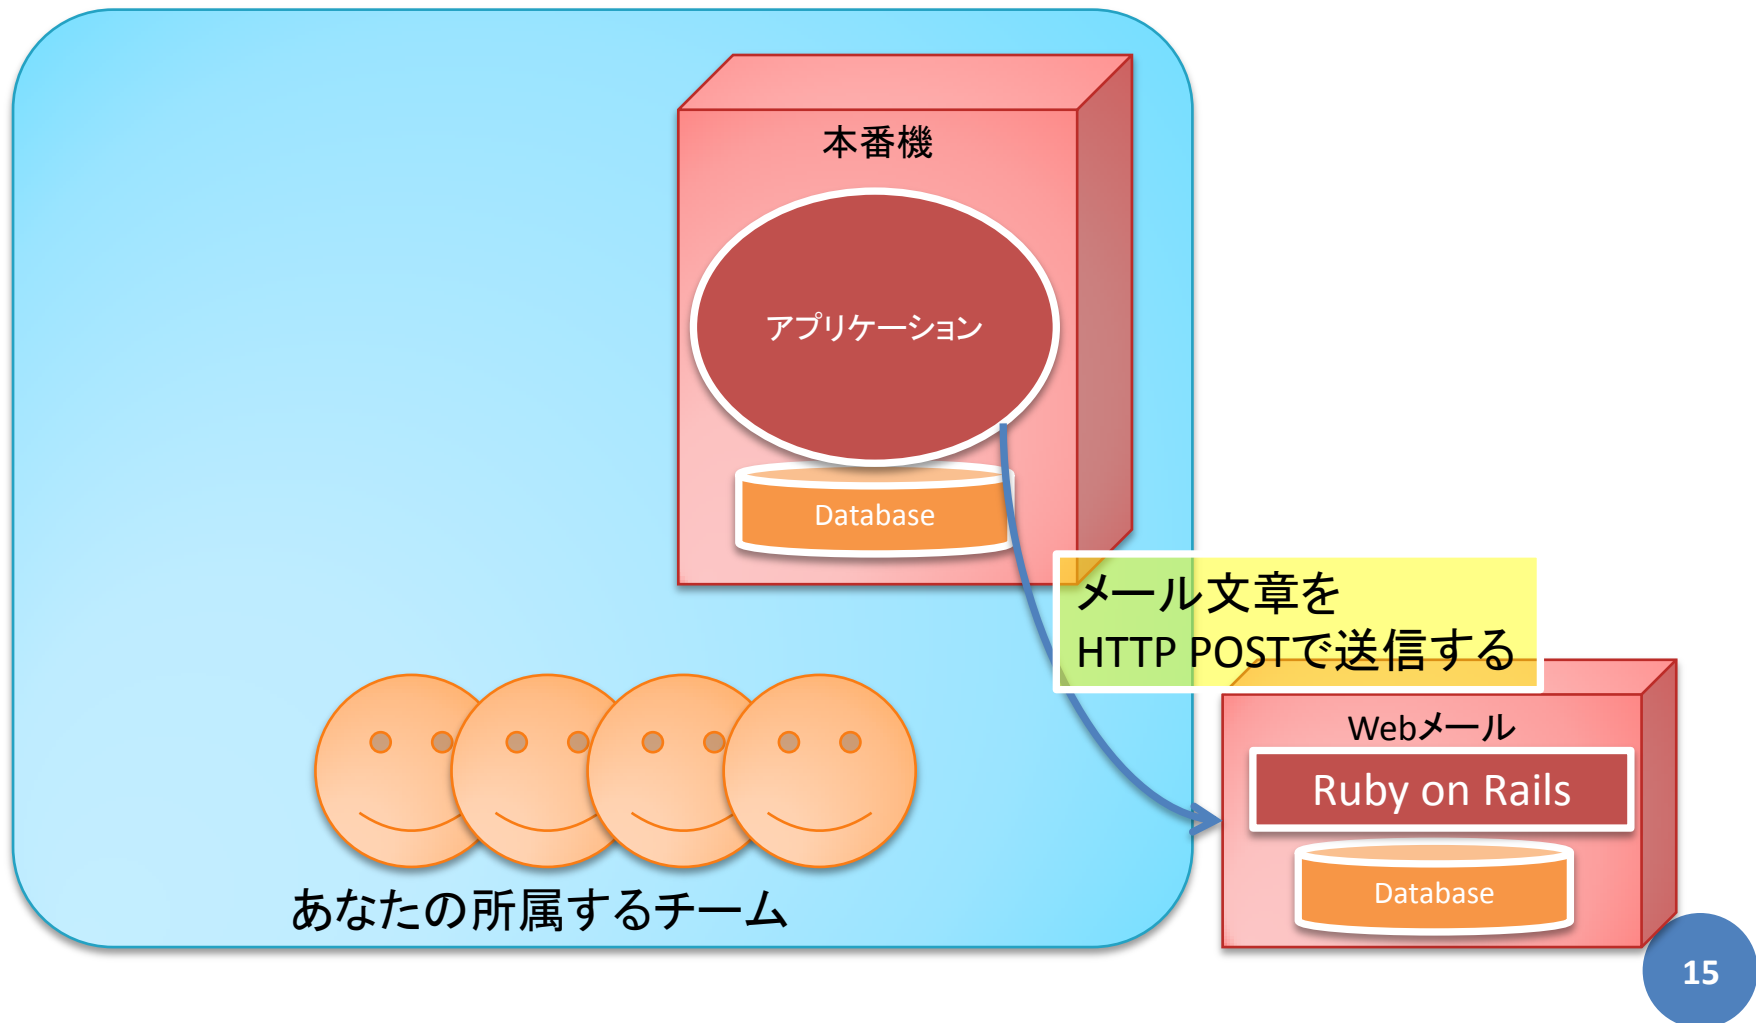 本番機
アプリケーション
Database
メール文章を
HTTP POSTで送信する
Webメール
Ruby on Rails
Database
あなたの所属するチーム
15